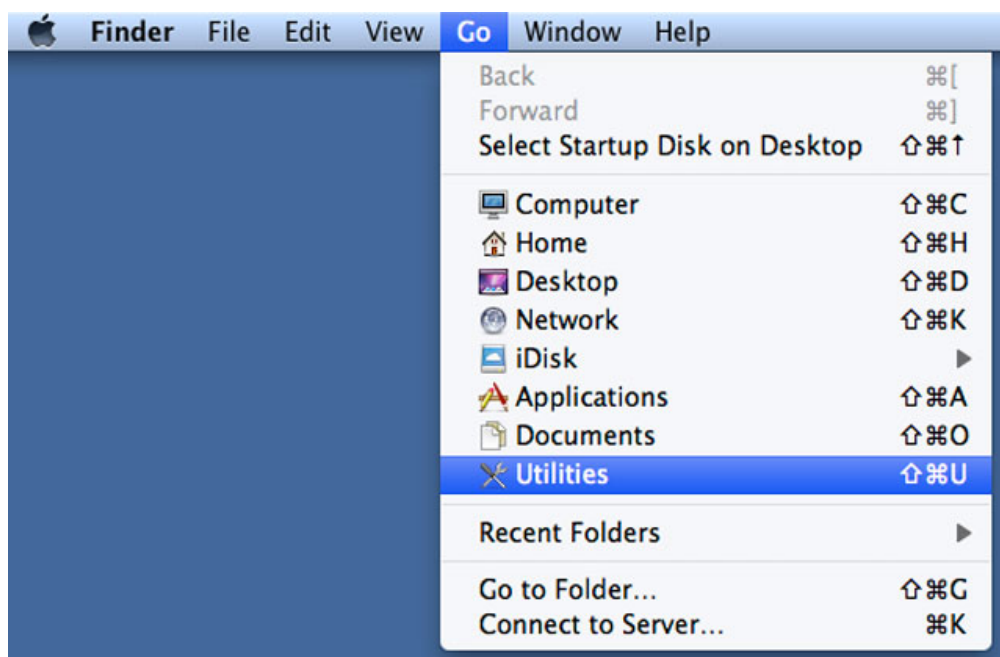 Finder File Edit View Go Window Help
Back ⌘[
Forward ⌘]
Select Startup Disk on Desktop ⇧⌘↑
Computer ⇧⌘C
Home ⇧⌘H
Desktop ⇧⌘D
Network ⇧⌘K
iDisk
Applications ⇧⌘A
Documents ⇧⌘O
Utilities ⇧⌘U
Recent Folders
Go to Folder... ⇧⌘G
Connect to Server... ⌘K